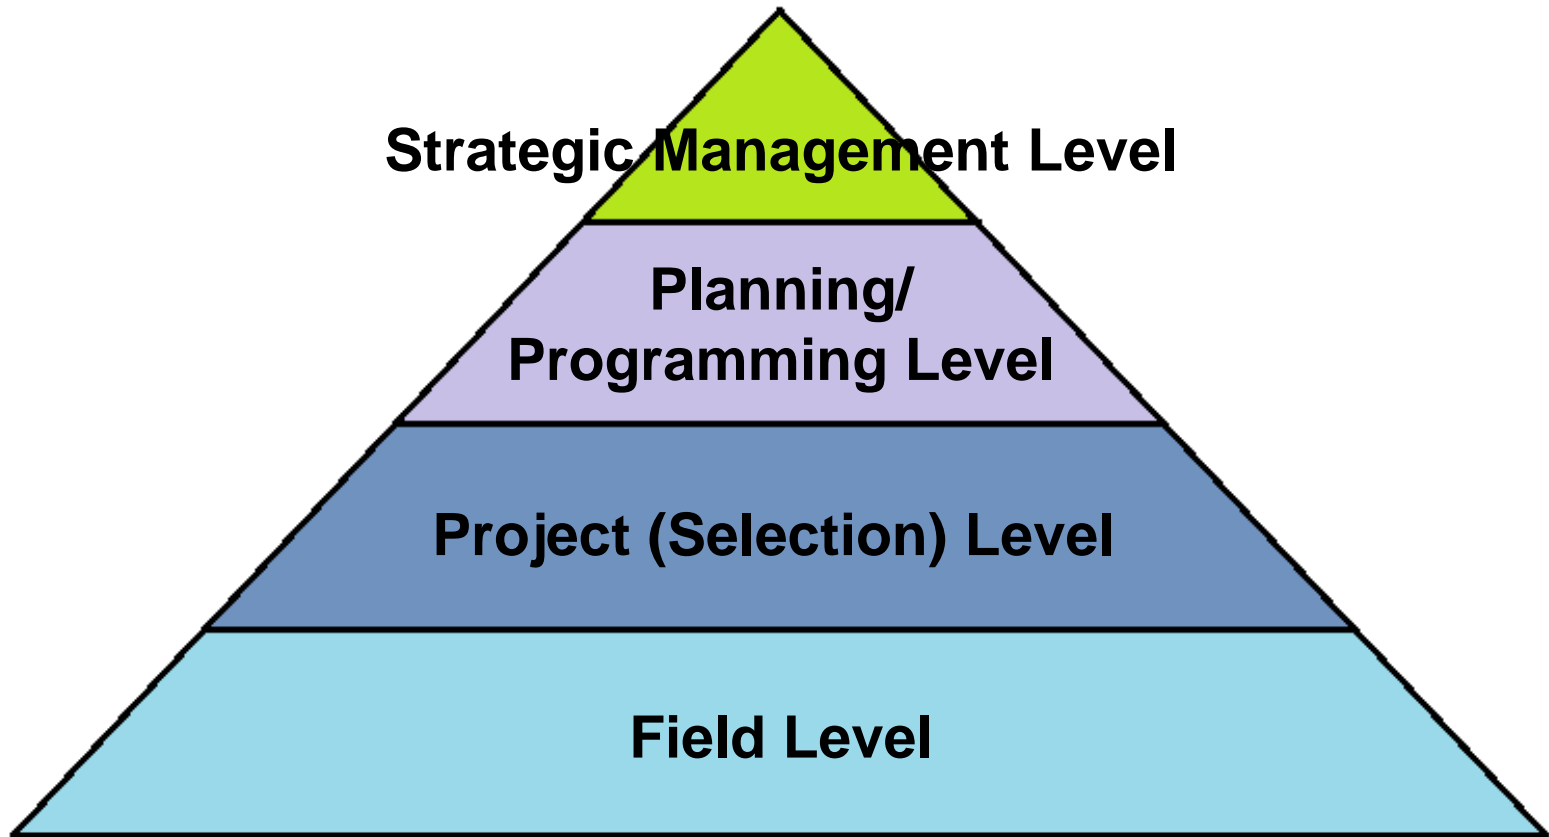 Strategic Management Level
Planning/
Programming Level
Project (Selection) Level
Field Level